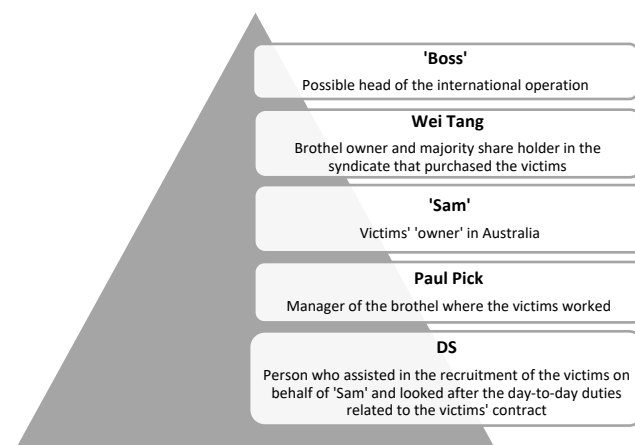 'Boss'
Possible head of the international operation
Wei Tang
Brothel owner and majority share holder in the
syndicate that purchased the victims
'Sam'
Victims' 'owner' in Australia
Paul Pick
Manager of the brothel where the victims worked
DS
Person who assisted in the recruitment of the victims on
behalf of 'Sam' and looked after the day-to-day duties
related to the victims' contract